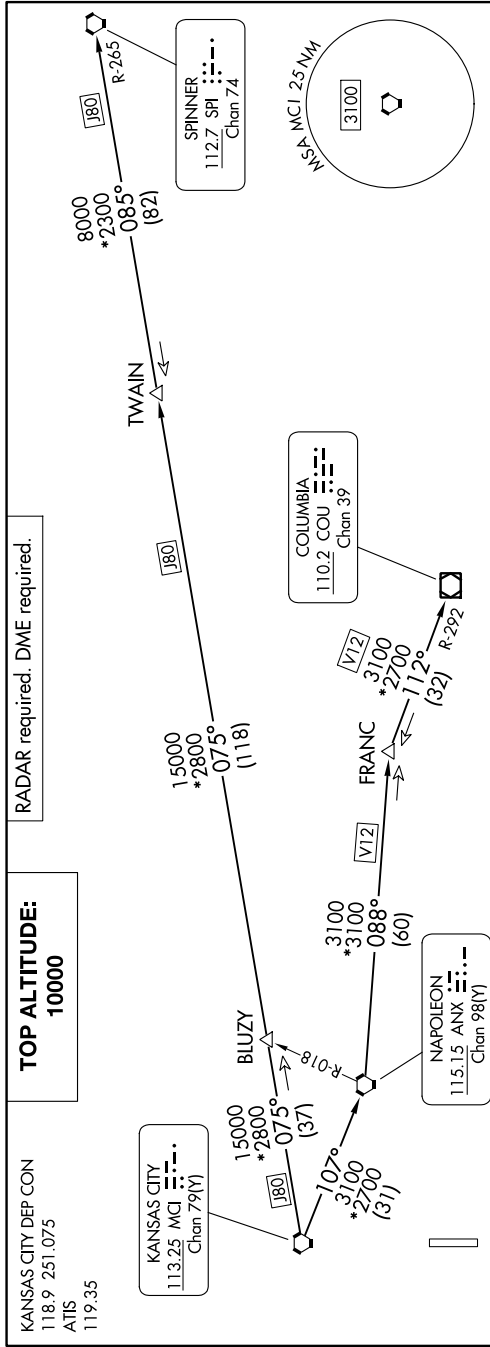 KANSAS CITY DEP CON
118.9 251.075
ATIS
119.35
TOP ALTITUDE:
10000
RADAR required. DME required.
KANSAS CITY
113.25 MCI
Chan 79(Y)
J80
15000
*2800
075°
(37)
BLUZY
15000
*2800
075°
(118)
J80
TWAIN
8000
*2300
085°
(82)
J80
R-265
SPINNER
112.7 SPI
Chan 74
MSA MCI 25 NM
3100
107°
3100
*2700
(31)
R-018
NAPOLEON
115.15 ANX
Chan 98(Y)
3100
*3100
088°
(60)
V12
FRANC
V12
3100
*2700
112°
(32)
R-292
COLUMBIA
110.2 COU
Chan 39